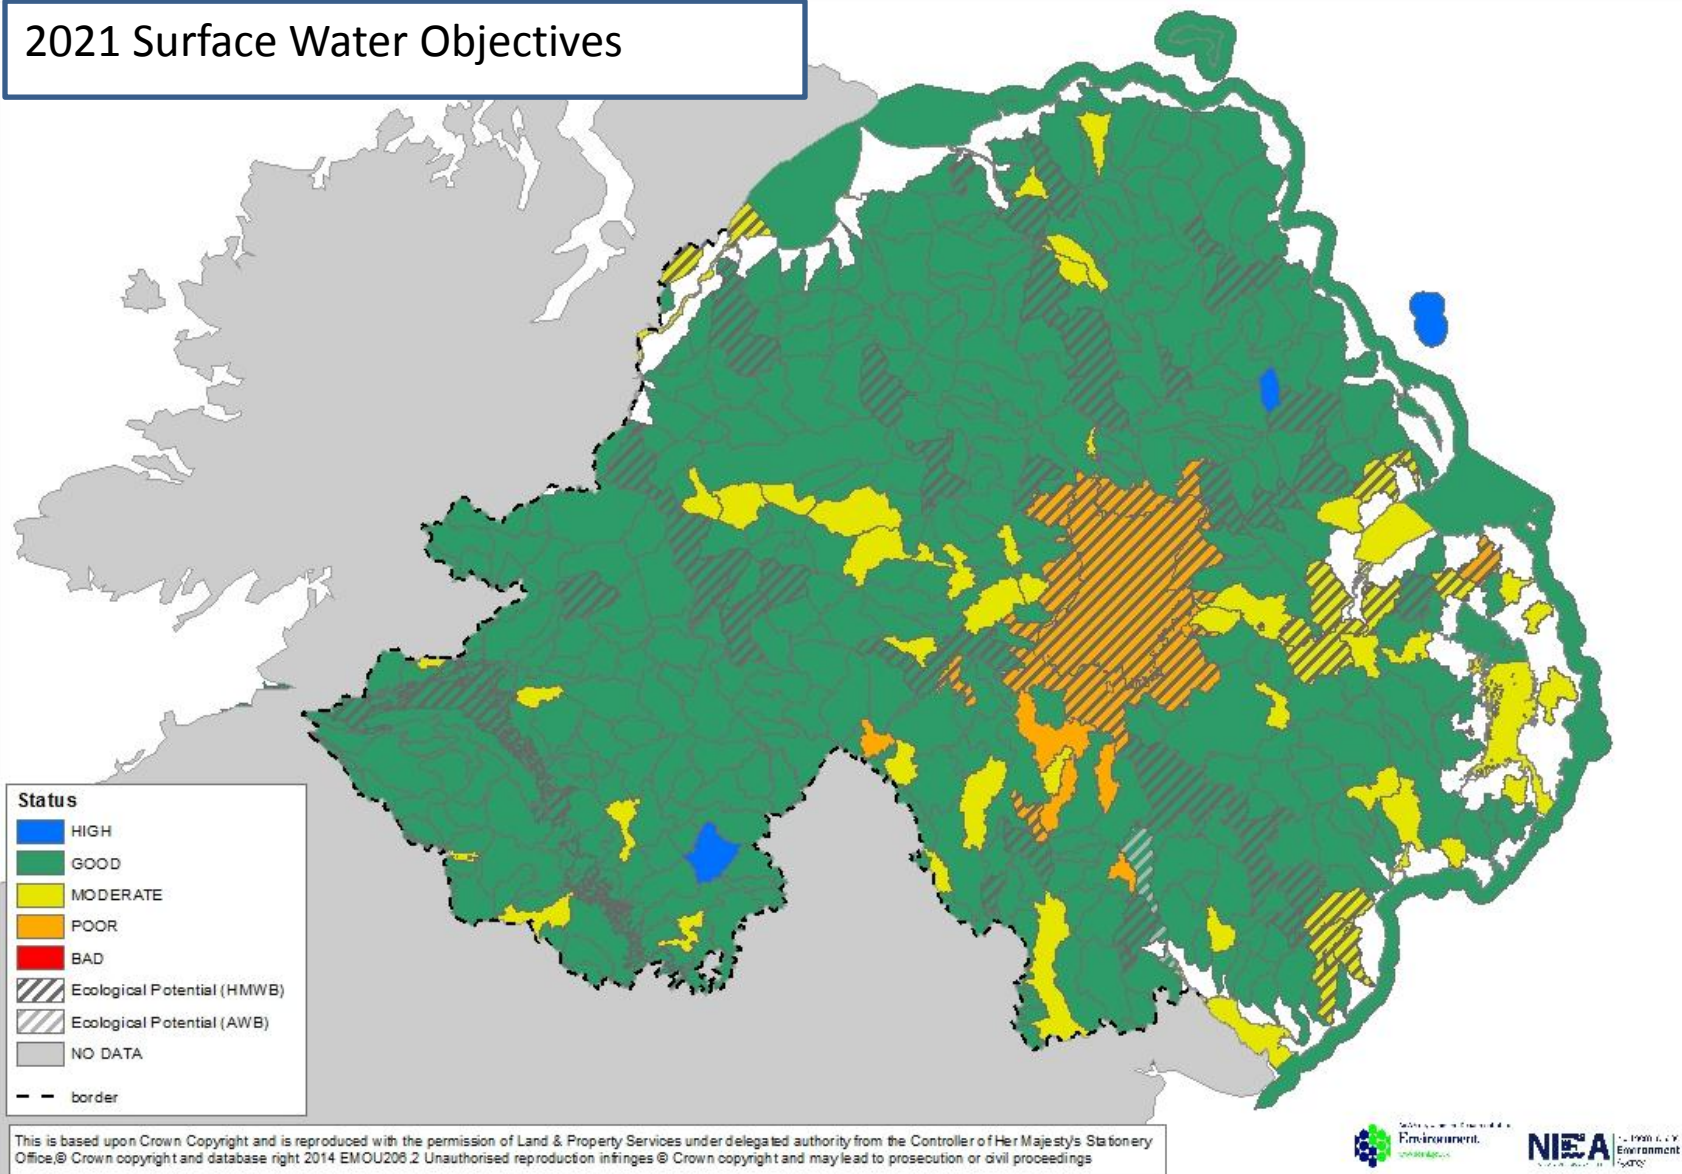 2021 Surface Water Objectives
Status
HIGH
GOOD
MODERATE
POOR
BAD
Ecological Potential (HMWB)
Ecological Potential (AWB)
NO DATA
border
This is based upon Crown Copyright and is reproduced with the permission of Land & Property Services under delegated authority from the Controller of Her Majesty's Stationery
Office,© Crown copyright and database right 2014 EMOU206.2 Unauthorised reproduction infringes © Crown copyright and may lead to prosecution or civil proceedings
Environment
NIEA
Environment
Agency